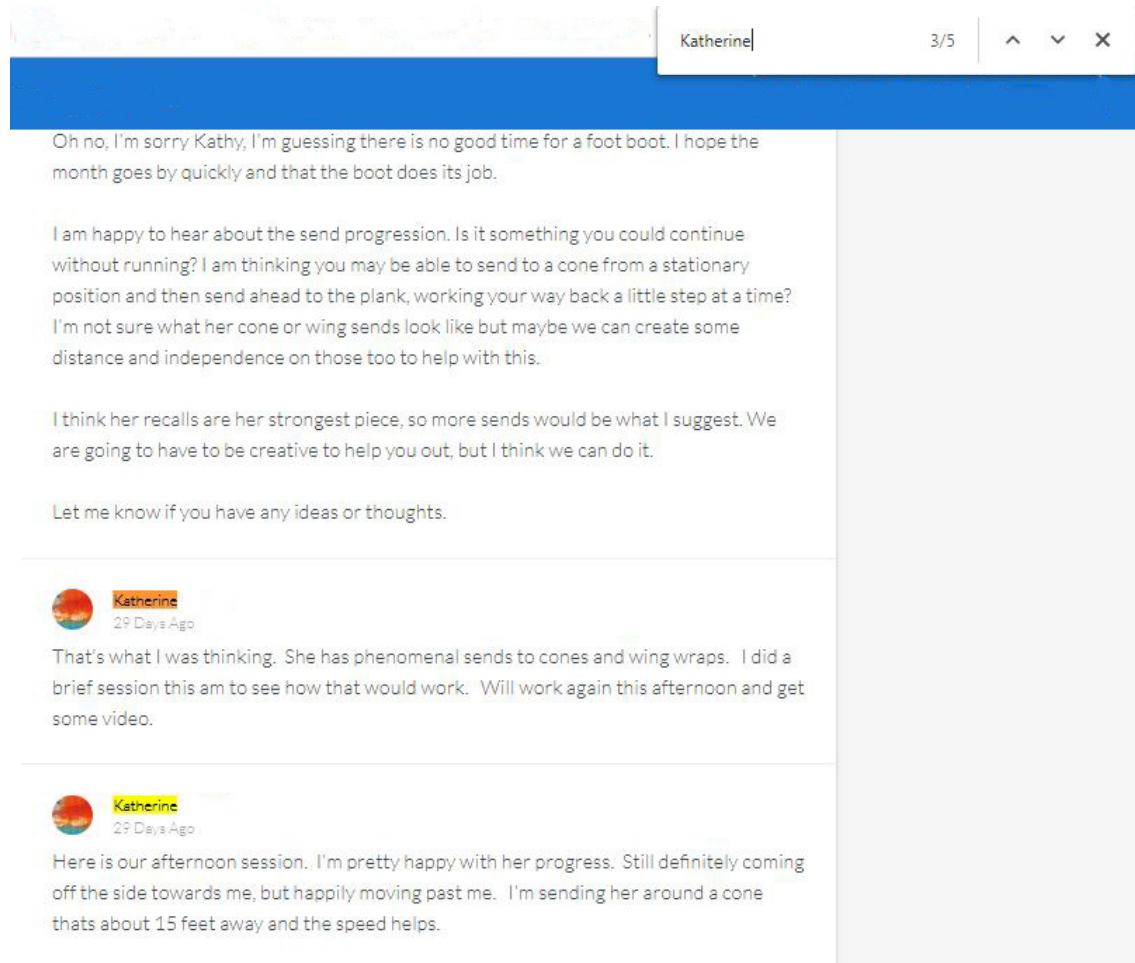 Katherine 3/5
Oh no, I'm sorry Kathy, I'm guessing there is no good time for a foot boot. I hope the
month goes by quickly and that the boot does its job.
I am happy to hear about the send progression. Is it something you could continue
without running? I am thinking you may be able to send to a cone from a stationary
position and then send ahead to the plank, working your way back a little step at a time?
I'm not sure what her cone or wing sends look like but maybe we can create some
distance and independence on those too to help with this.
I think her recalls are her strongest piece, so more sends would be what I suggest. We
are going to have to be creative to help you out, but I think we can do it.
Let me know if you have any ideas or thoughts.
Katherine
29 Days Ago
That's what I was thinking. She has phenomenal sends to cones and wing wraps. I did a
brief session this am to see how that would work. Will work again this afternoon and get
some video.
Katherine
29 Days Ago
Here is our afternoon session. I'm pretty happy with her progress. Still definitely coming
off the side towards me, but happily moving past me. I'm sending her around a cone
thats about 15 feet away and the speed helps.